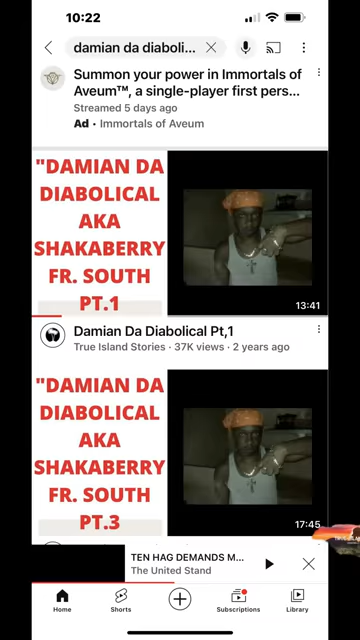 10:22
damian da diaboli...
Summon your power in Immortals of
Aveum™, a single-player first pers...
Streamed 5 days ago
Ad • Immortals of Aveum
"DAMIAN DA
DIABOLICAL
AKA
SHAKABERRY
FR. SOUTH
PT.1
13:41
Damian Da Diabolical Pt,1
True Island Stories • 37K views • 2 years ago
"DAMIAN DA
DIABOLICAL
AKA
SHAKABERRY
FR. SOUTH
PT.3
17:45
TEN HAG DEMANDS M...
The United Stand
Home
Shorts
Subscriptions
Library